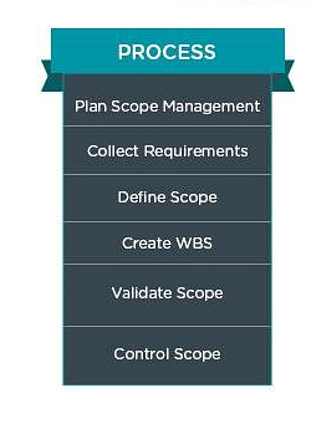 PROCESS
Plan Scope Management
Collect Requirements
Define Scope
Create WBS
Validate Scope
Control Scope